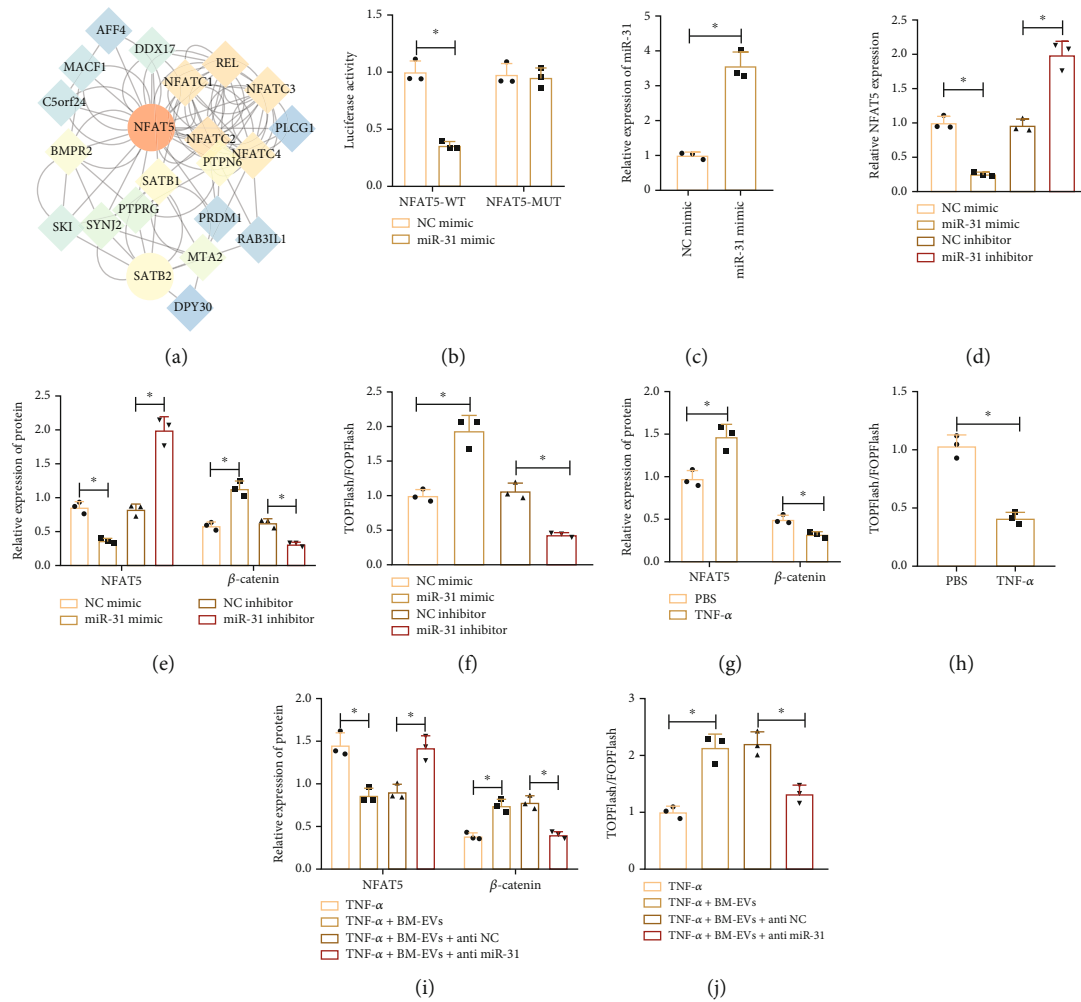 AFF4
DDX17
MACF1
NFATC1
REL
C5orf24
NFATC3
NFAT5
PLCG1
NFATC2
BMPR2
PTPN6
NFATC4
SATB1
PTPRG
PRDM1
SKI
SYNJ2
RAB3IL1
MTA2
SATB2
DPY30
(a)
Luciferase activity
1.5
1.0
0.5
0.0
*
NFAT5-WT NFAT5-MUT
NC mimic
miR-31 mimic
(b)
Relative expression of miR-31
5
4
3
2
1
0
*
NC mimic
miR-31 mimic
(c)
Relative NFAT5 expression
2.5
2.0
1.5
1.0
0.5
0.0
*
*
NC mimic
miR-31 mimic
NC inhibitor
miR-31 inhibitor
(d)
Relative expression of protein
2.5
2.0
1.5
1.0
0.5
0.0
*
*
*
*
NFAT5 β-catenin
NC mimic NC inhibitor
miR-31 mimic miR-31 inhibitor
(e)
TOPFlash/FOPFlash
2.5
2.0
1.5
1.0
0.5
0.0
*
*
NC mimic
miR-31 mimic
NC inhibitor
miR-31 inhibitor
(f)
Relative expression of protein
2.0
1.5
1.0
0.5
0.0
*
*
NFAT5 β-catenin
PBS
TNF-α
(g)
TOPFlash/FOPFlash
1.5
1.0
0.5
0.0
*
PBS TNF-α
(h)
Relative expression of protein
2.0
1.5
1.0
0.5
0.0
*
*
*
*
NFAT5 β-catenin
TNF-α
TNF-α + BM-EVs
TNF-α + BM-EVs + anti NC
TNF-α + BM-EVs + anti miR-31
(i)
TOPFlash/FOPFlash
3
2
1
0
*
*
TNF-α
TNF-α + BM-EVs
TNF-α + BM-EVs + anti NC
TNF-α + BM-EVs + anti miR-31
(j)